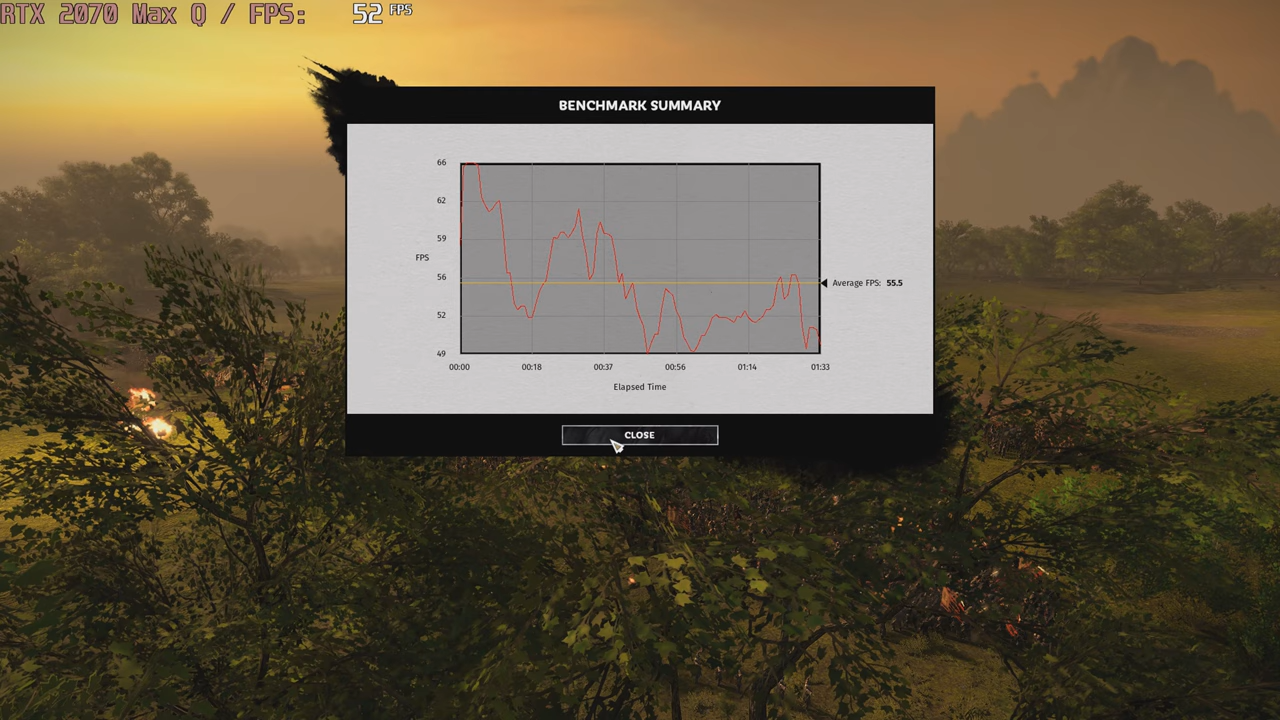 RTX 2070 Max Q / FPS: 52 FPS
BENCHMARK SUMMARY
66
62
59
FPS
56
Average FPS: 55.5
52
49
00:00 00:18 00:37 00:56 01:14 01:33
Elapsed Time
CLOSE